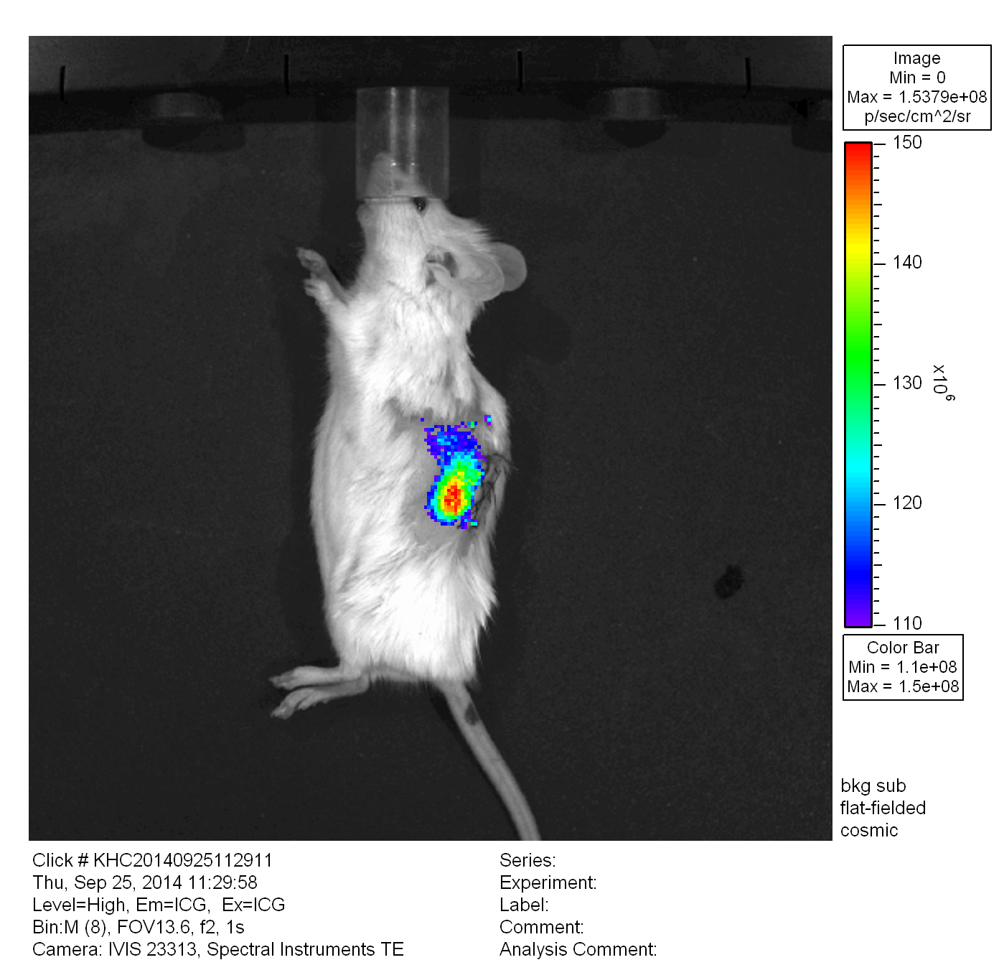 Image
Min = 0
Max = 1.5379e+08
p/sec/cm^2/sr
150
140
130
120
110
x10^6
Color Bar
Min = 1.1e+08
Max = 1.5e+08
bkg sub
flat-fielded
cosmic
Click # KHC20140925112911
Thu, Sep 25, 2014 11:29:58
Level=High, Em=ICG,  Ex=ICG
Bin:M (8), FOV13.6, f2, 1s
Camera: IVIS 23313, Spectral Instruments TE
Series:
Experiment:
Label:
Comment:
Analysis Comment: